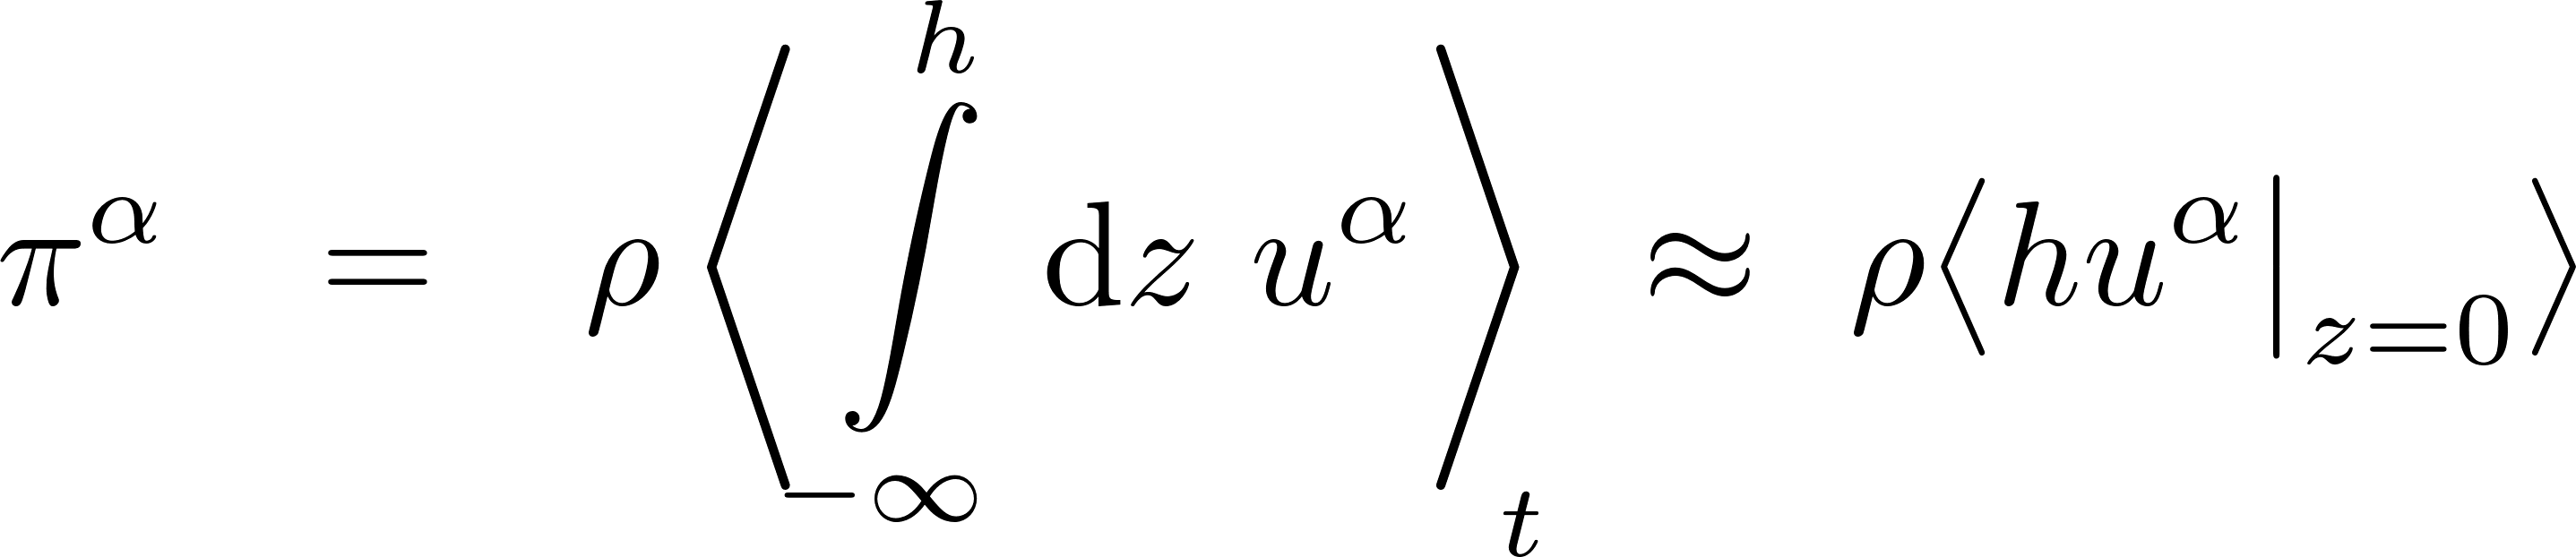 π^α = ρ⟨∫_{−∞}^{h} dz u^α⟩_t ≈ ρ⟨hu^α|_{z=0}⟩